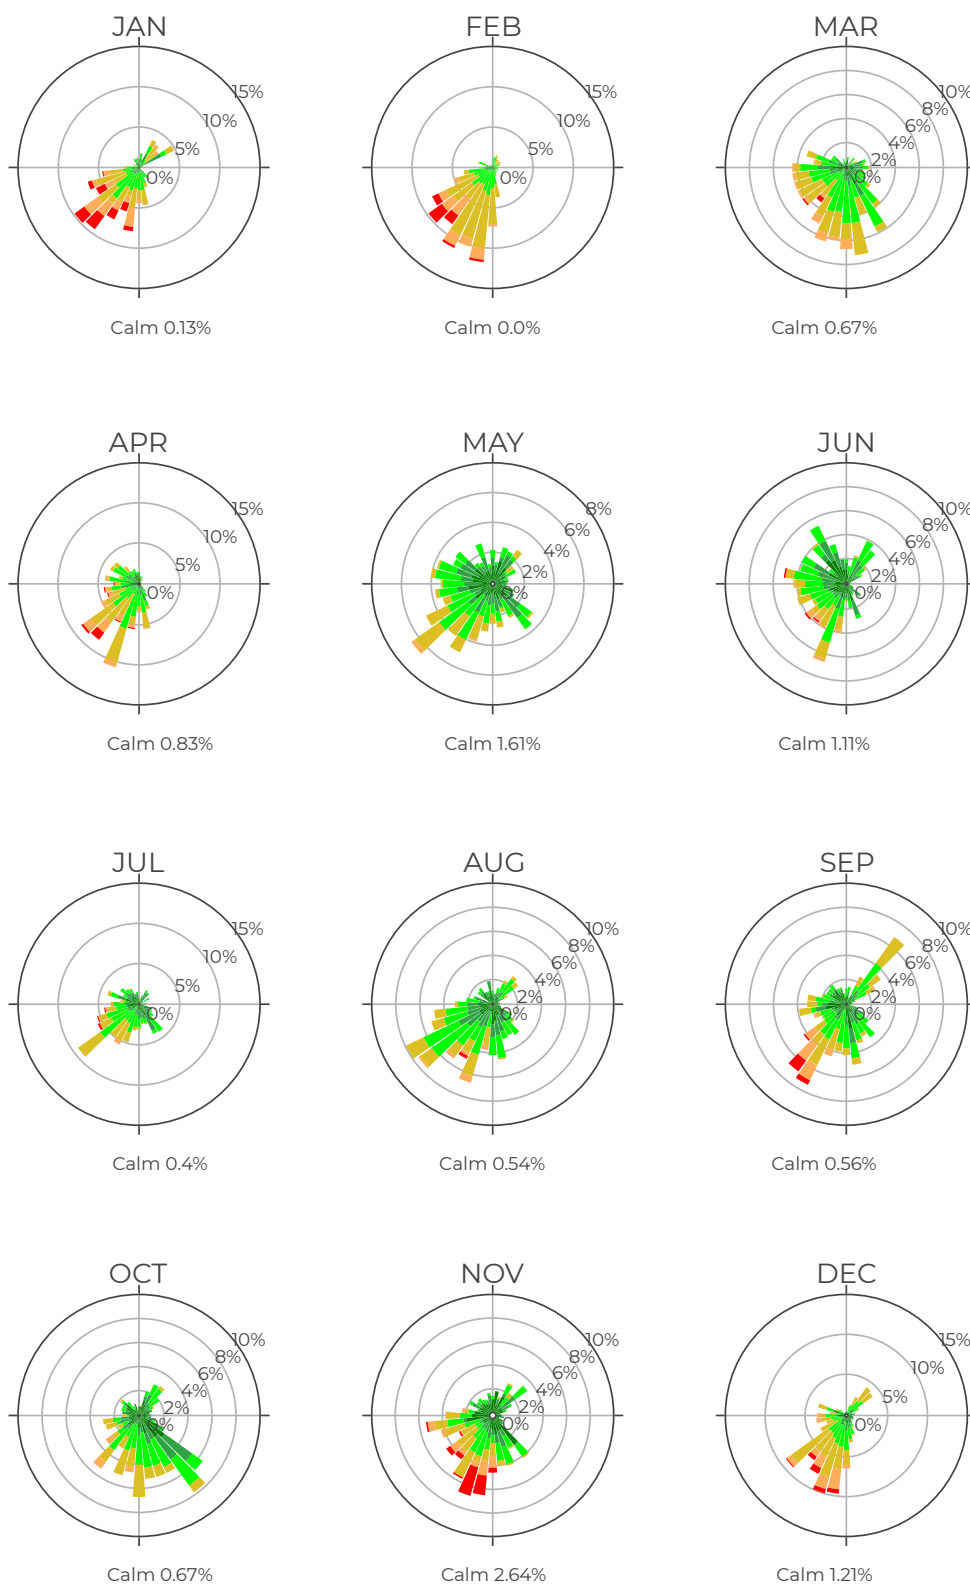 JAN
15%
10%
5%
0%
Calm 0.13%
FEB
15%
10%
5%
0%
Calm 0.0%
MAR
10%
8%
6%
4%
2%
0%
Calm 0.67%
APR
15%
10%
5%
0%
Calm 0.83%
MAY
8%
6%
4%
2%
0%
Calm 1.61%
JUN
10%
8%
6%
4%
2%
0%
Calm 1.11%
JUL
15%
10%
5%
0%
Calm 0.4%
AUG
10%
8%
6%
4%
2%
0%
Calm 0.54%
SEP
10%
8%
6%
4%
2%
0%
Calm 0.56%
OCT
10%
8%
6%
4%
2%
0%
Calm 0.67%
NOV
10%
8%
6%
4%
2%
0%
Calm 2.64%
DEC
15%
10%
5%
0%
Calm 1.21%